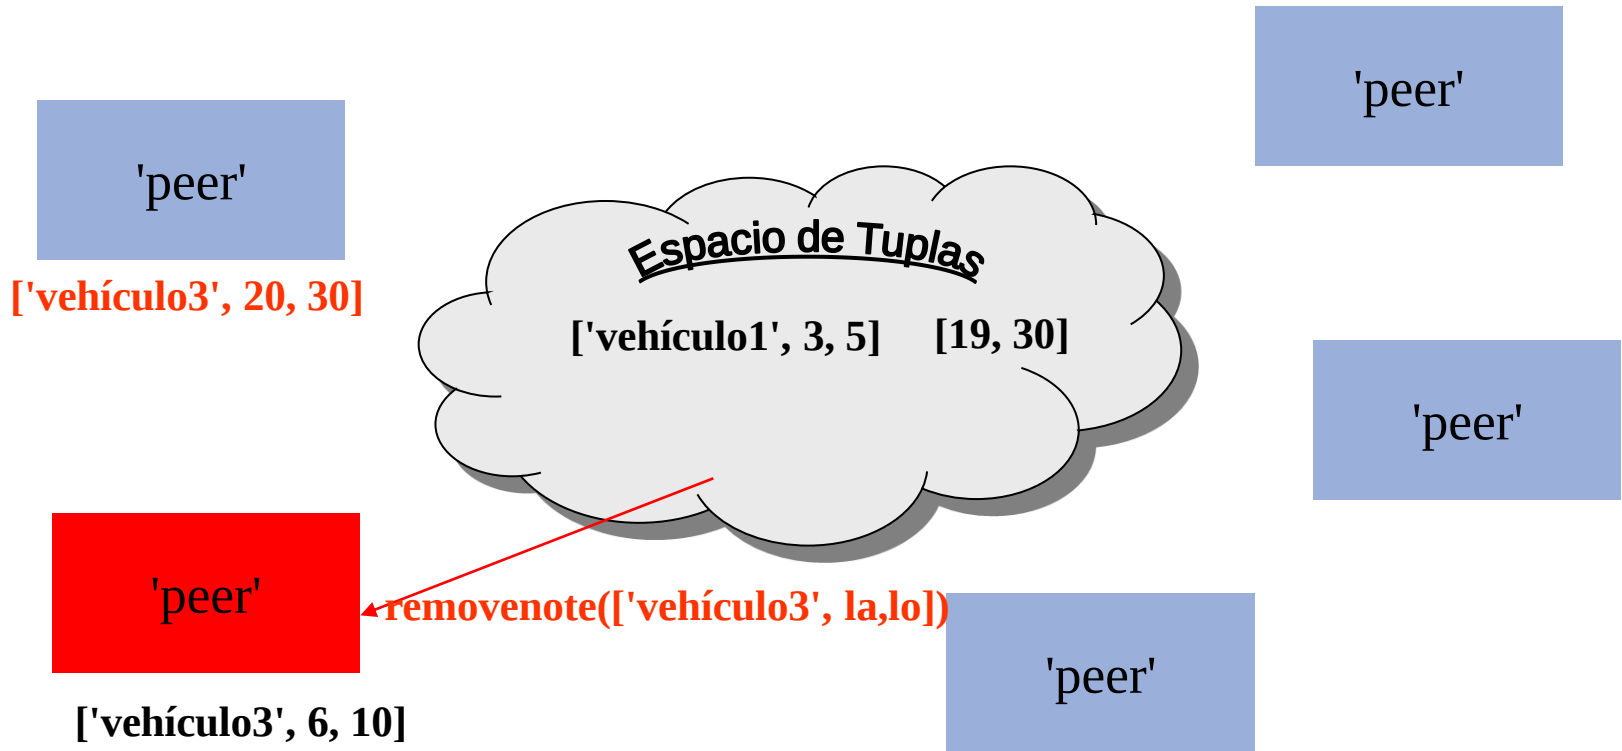 'peer'
'peer'
Espacio de Tuplas
['vehículo3', 20, 30]
['vehículo1', 3, 5] [19, 30]
'peer'
'peer'
removenote(['vehículo3', la,lo])
'peer'
['vehículo3', 6, 10]